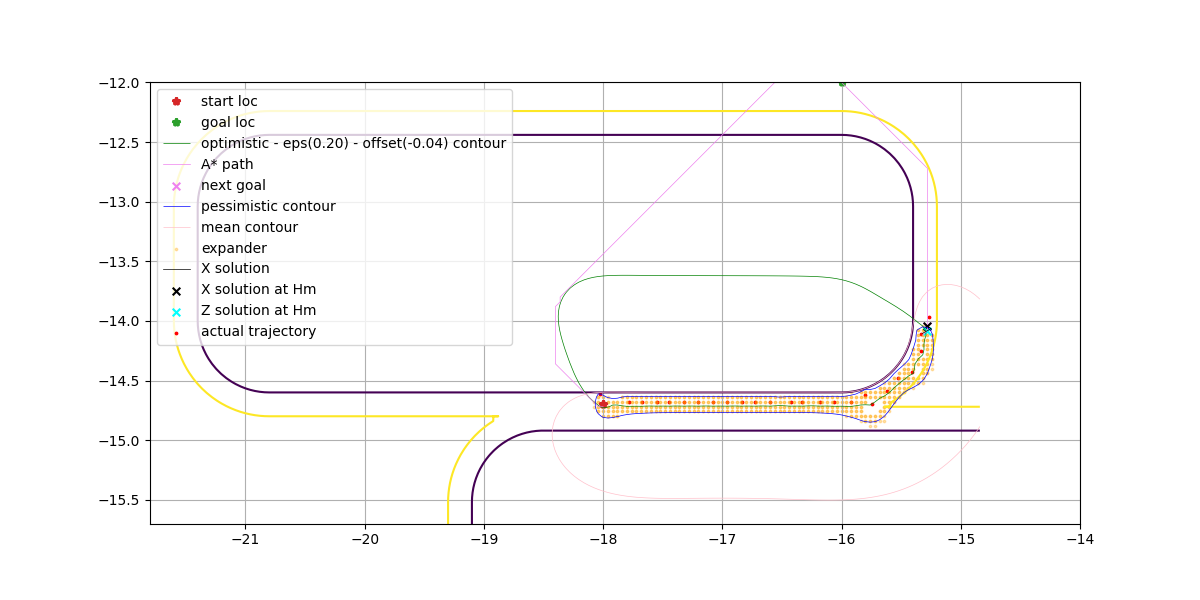 −12.0
−12.5
−13.0
−13.5
−14.0
−14.5
−15.0
−15.5
start loc
goal loc
optimistic - eps(0.20) - offset(-0.04) contour
A* path
next goal
pessimistic contour
mean contour
expander
X solution
X solution at Hm
Z solution at Hm
actual trajectory
−21 −20 −19 −18 −17 −16 −15 −14